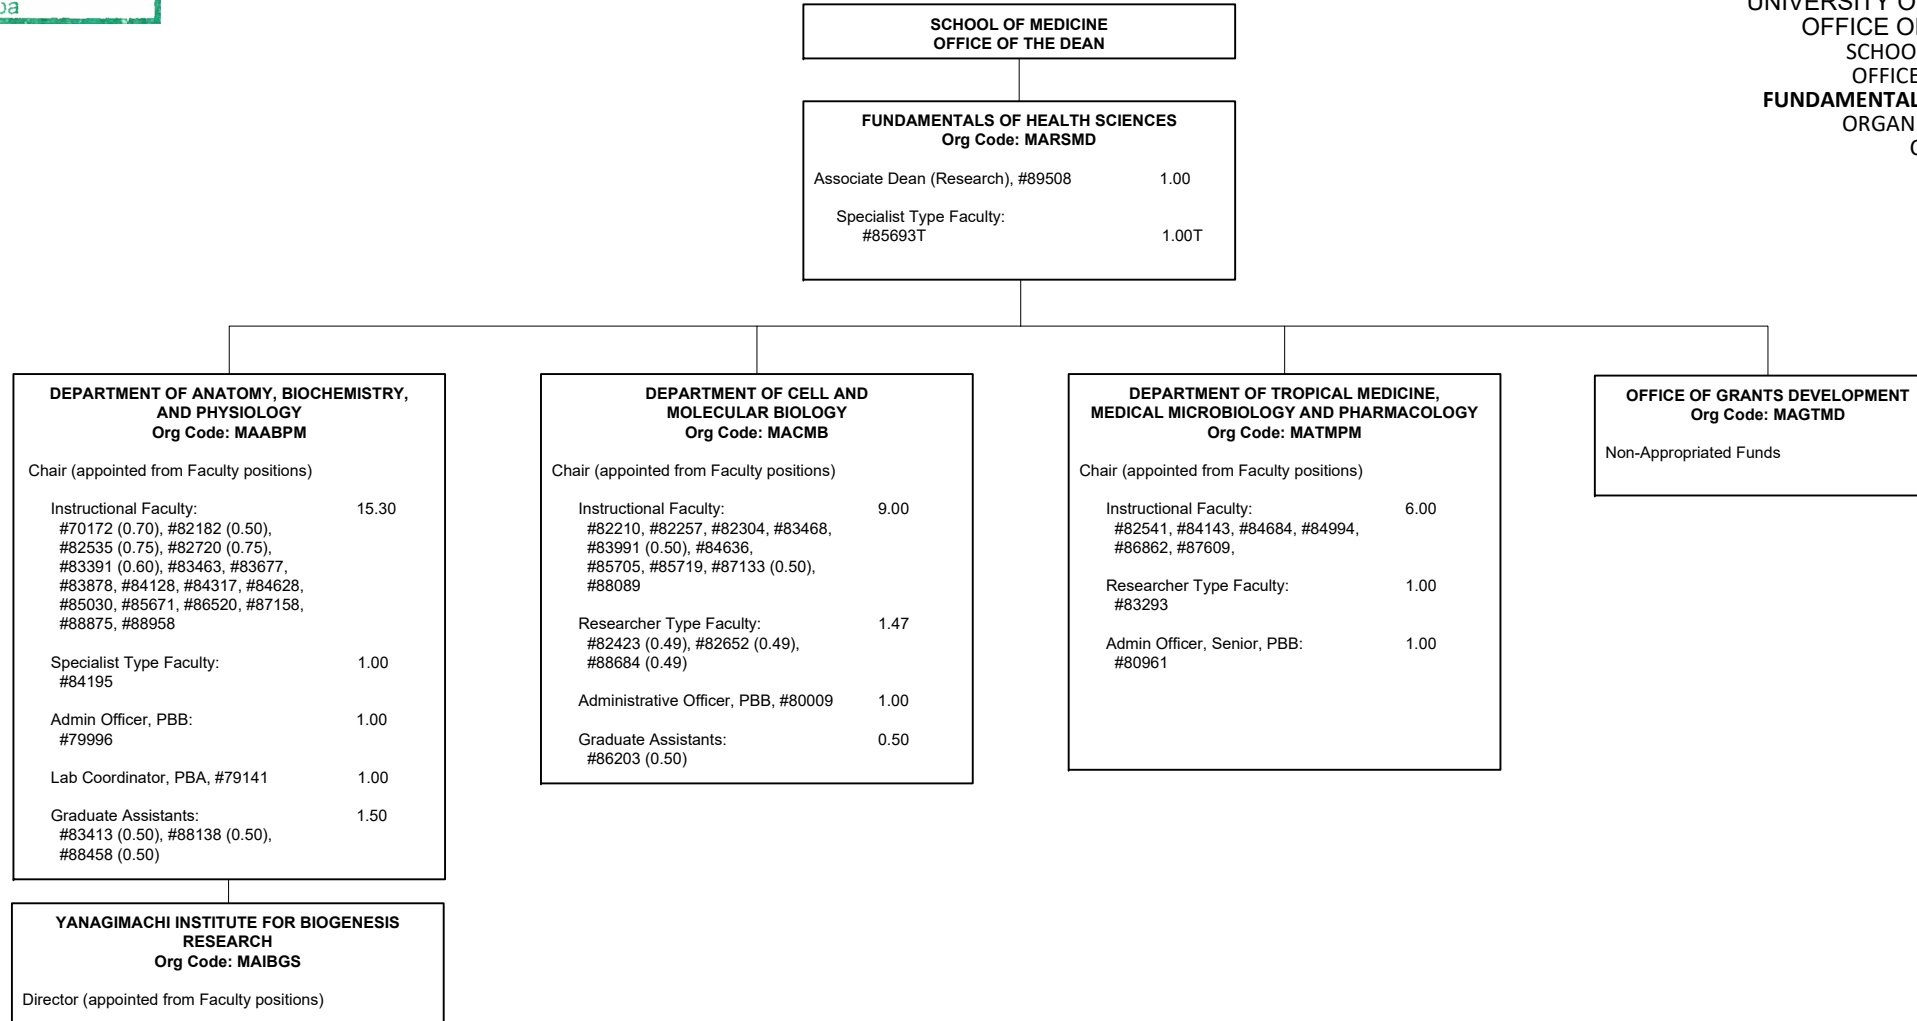 SCHOOL OF MEDICINE
OFFICE OF THE DEAN
OFFICE
SCHOO
OFFICE
FUNDAMENTAL
ORGAN
FUNDAMENTALS OF HEALTH SCIENCES
Org Code: MARSMD
Associate Dean (Research), #89508 1.00
Specialist Type Faculty:
#85693T 1.00T
DEPARTMENT OF ANATOMY, BIOCHEMISTRY,
AND PHYSIOLOGY
Org Code: MAABPM
Chair (appointed from Faculty positions)
Instructional Faculty: 15.30
#70172 (0.70), #82182 (0.50),
#82535 (0.75), #82720 (0.75),
#83391 (0.60), #83463, #83677,
#83878, #84128, #84317, #84628,
#85030, #85671, #86520, #87158,
#88875, #88958
Specialist Type Faculty: 1.00
#84195
Admin Officer, PBB: 1.00
#79996
Lab Coordinator, PBA, #79141 1.00
Graduate Assistants: 1.50
#83413 (0.50), #88138 (0.50),
#88458 (0.50)
YANAGIMACHI INSTITUTE FOR BIOGENESIS
RESEARCH
Org Code: MAIBGS
Director (appointed from Faculty positions)
DEPARTMENT OF CELL AND
MOLECULAR BIOLOGY
Org Code: MACMB
Chair (appointed from Faculty positions)
Instructional Faculty: 9.00
#82210, #82257, #82304, #83468,
#83991 (0.50), #84636,
#85705, #85719, #87133 (0.50),
#88089
Researcher Type Faculty: 1.47
#82423 (0.49), #82652 (0.49),
#88684 (0.49)
Administrative Officer, PBB, #80009 1.00
Graduate Assistants: 0.50
#86203 (0.50)
DEPARTMENT OF TROPICAL MEDICINE,
MEDICAL MICROBIOLOGY AND PHARMACOLOGY
Org Code: MATMPM
Chair (appointed from Faculty positions)
Instructional Faculty: 6.00
#82541, #84143, #84684, #84994,
#86862, #87609,
Researcher Type Faculty: 1.00
#83293
Admin Officer, Senior, PBB: 1.00
#80961
OFFICE OF GRANTS DEVELOPMENT
Org Code: MAGTMD
Non-Appropriated Funds